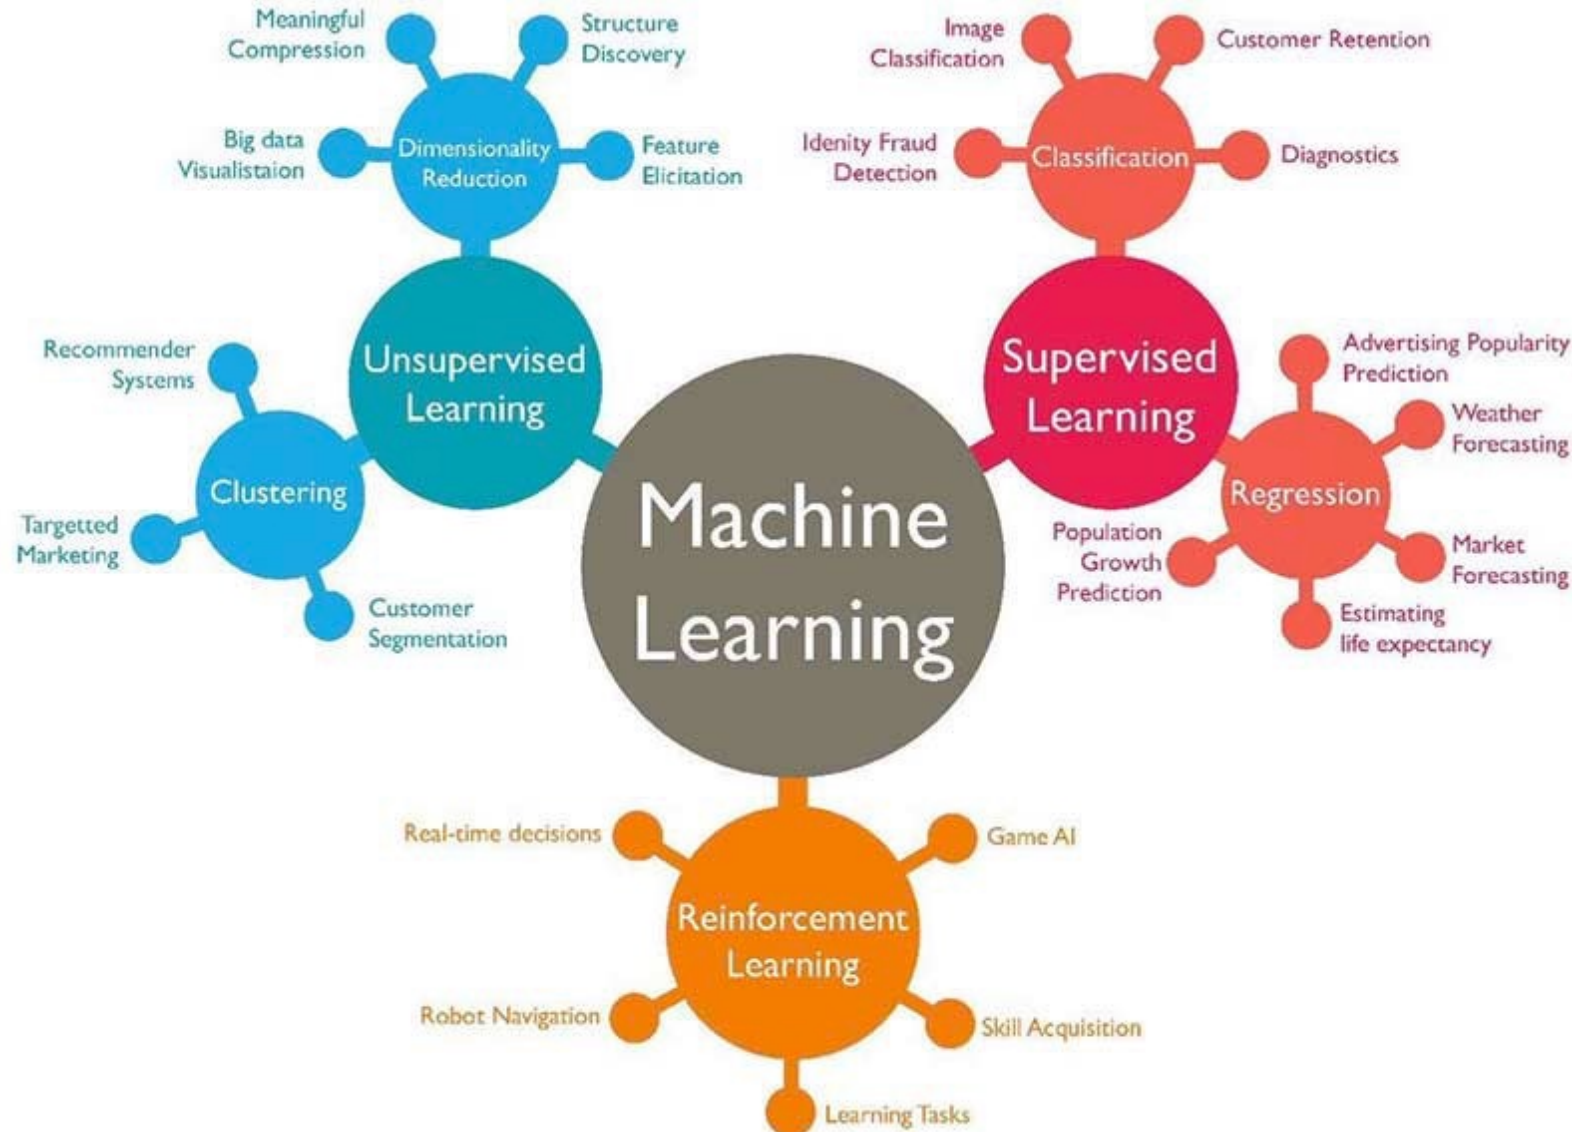 Meaningful
Compression
Structure
Discovery
Big data
Visualistaion
Dimensionality
Reduction
Feature
Elicitation
Image
Classification
Customer Retention
Idenity Fraud
Detection
Classification
Diagnostics
Unsupervised
Learning
Recommender
Systems
Clustering
Targetted
Marketing
Customer
Segmentation
Supervised
Learning
Advertising Popularity
Prediction
Weather
Forecasting
Regression
Population
Growth
Prediction
Market
Forecasting
Estimating
life expectancy
Machine
Learning
Real-time decisions
Game AI
Reinforcement
Learning
Robot Navigation
Skill Acquisition
Learning Tasks